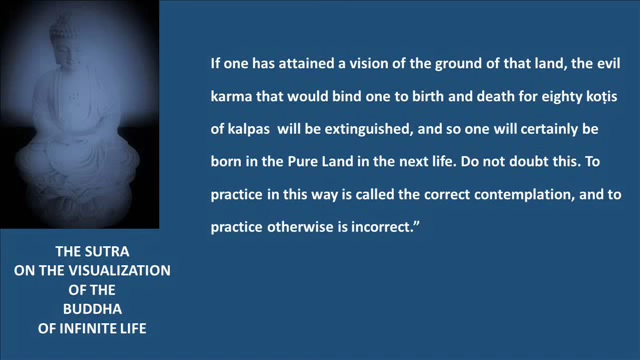 If one has attained a vision of the ground of that land, the evil
karma that would bind one to birth and death for eighty koṭis
of kalpas will be extinguished, and so one will certainly be
born in the Pure Land in the next life. Do not doubt this. To
practice in this way is called the correct contemplation, and to
practice otherwise is incorrect.”
THE SUTRA
ON THE VISUALIZATION
OF THE
BUDDHA
OF INFINITE LIFE